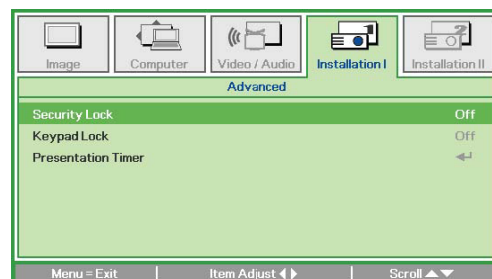 Image Computer Video / Audio Installation I Installation II
Advanced
Security Lock Off
Keypad Lock Off
Presentation Timer
Menu = Exit Item Adjust Scroll